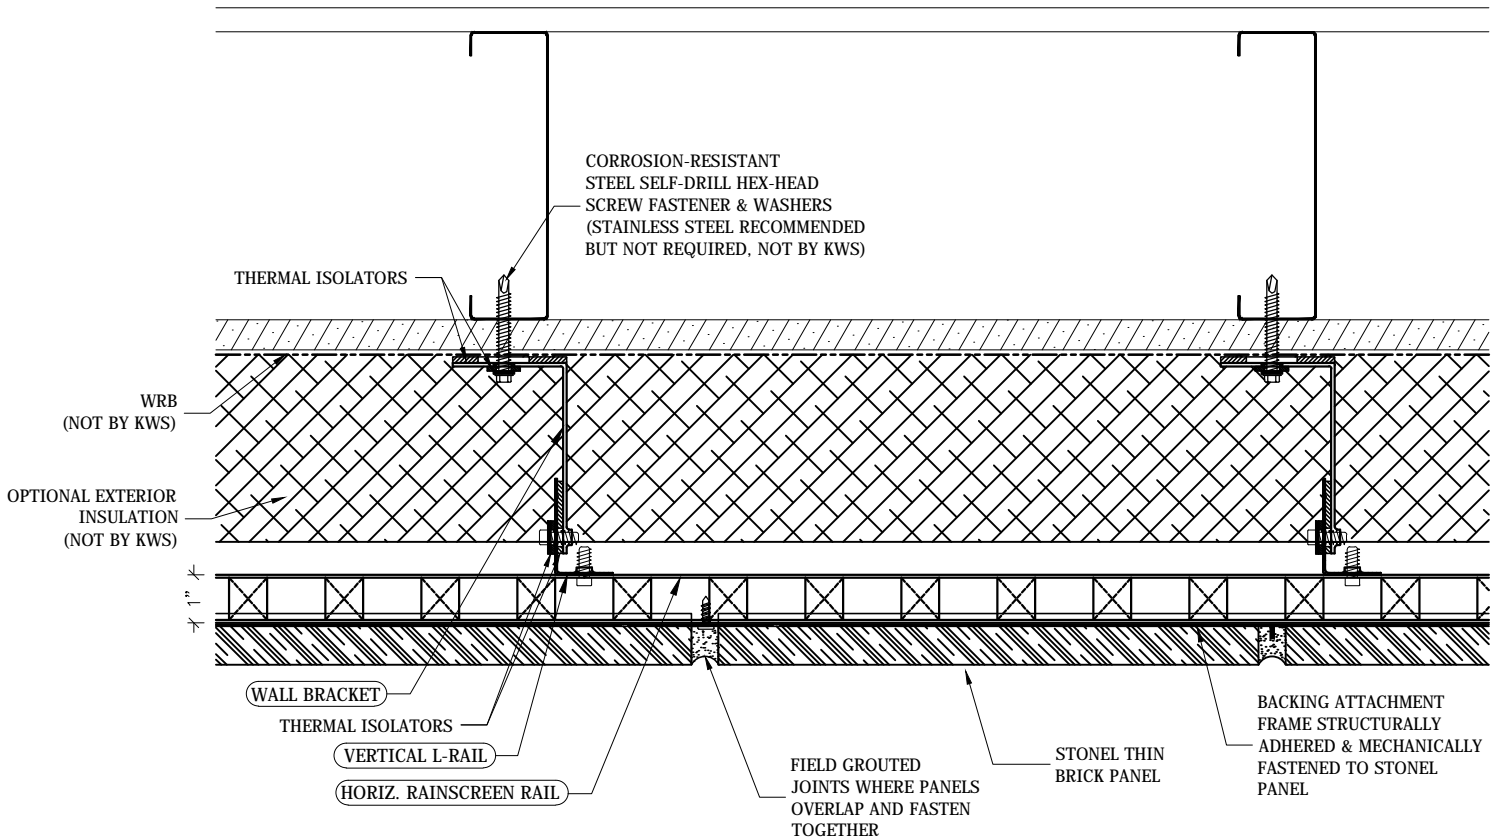 CORROSION-RESISTANT
STEEL SELF-DRILL HEX-HEAD
SCREW FASTENER & WASHERS
(STAINLESS STEEL RECOMMENDED
BUT NOT REQUIRED, NOT BY KWS)
THERMAL ISOLATORS
WRB
(NOT BY KWS)
OPTIONAL EXTERIOR
INSULATION
(NOT BY KWS)
1"
WALL BRACKET
THERMAL ISOLATORS
VERTICAL L-RAIL
HORIZ. RAINSCREEN RAIL
FIELD GROUTED
JOINTS WHERE PANELS
OVERLAP AND FASTEN
TOGETHER
STONEL THIN
BRICK PANEL
BACKING ATTACHMENT
FRAME STRUCTURALLY
ADHERED & MECHANICALLY
FASTENED TO STONEL
PANEL